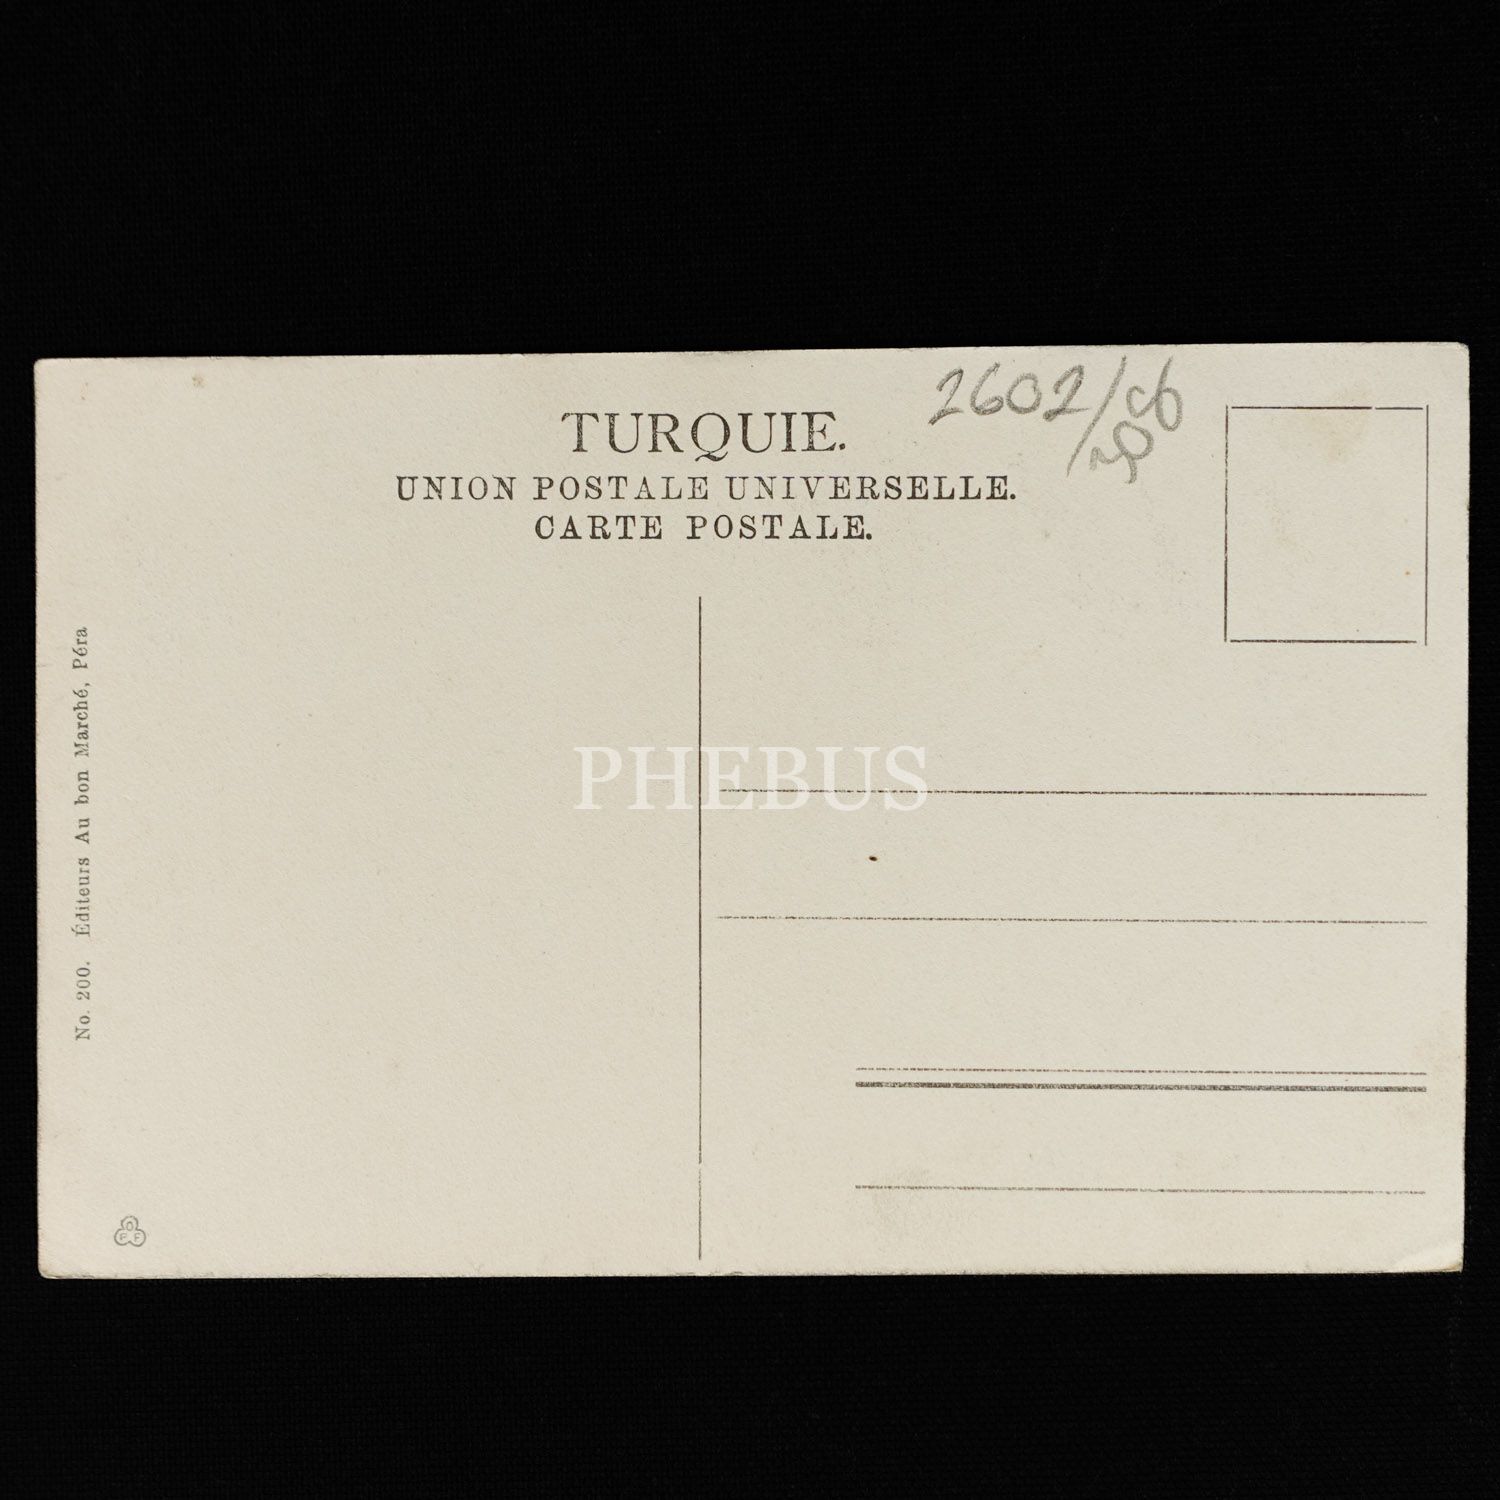 TURQUIE.
UNION POSTALE UNIVERSELLE.
CARTE POSTALE.
2602/
No. 200. Éditeurs Au bon Marché, Péra
PHEBUS